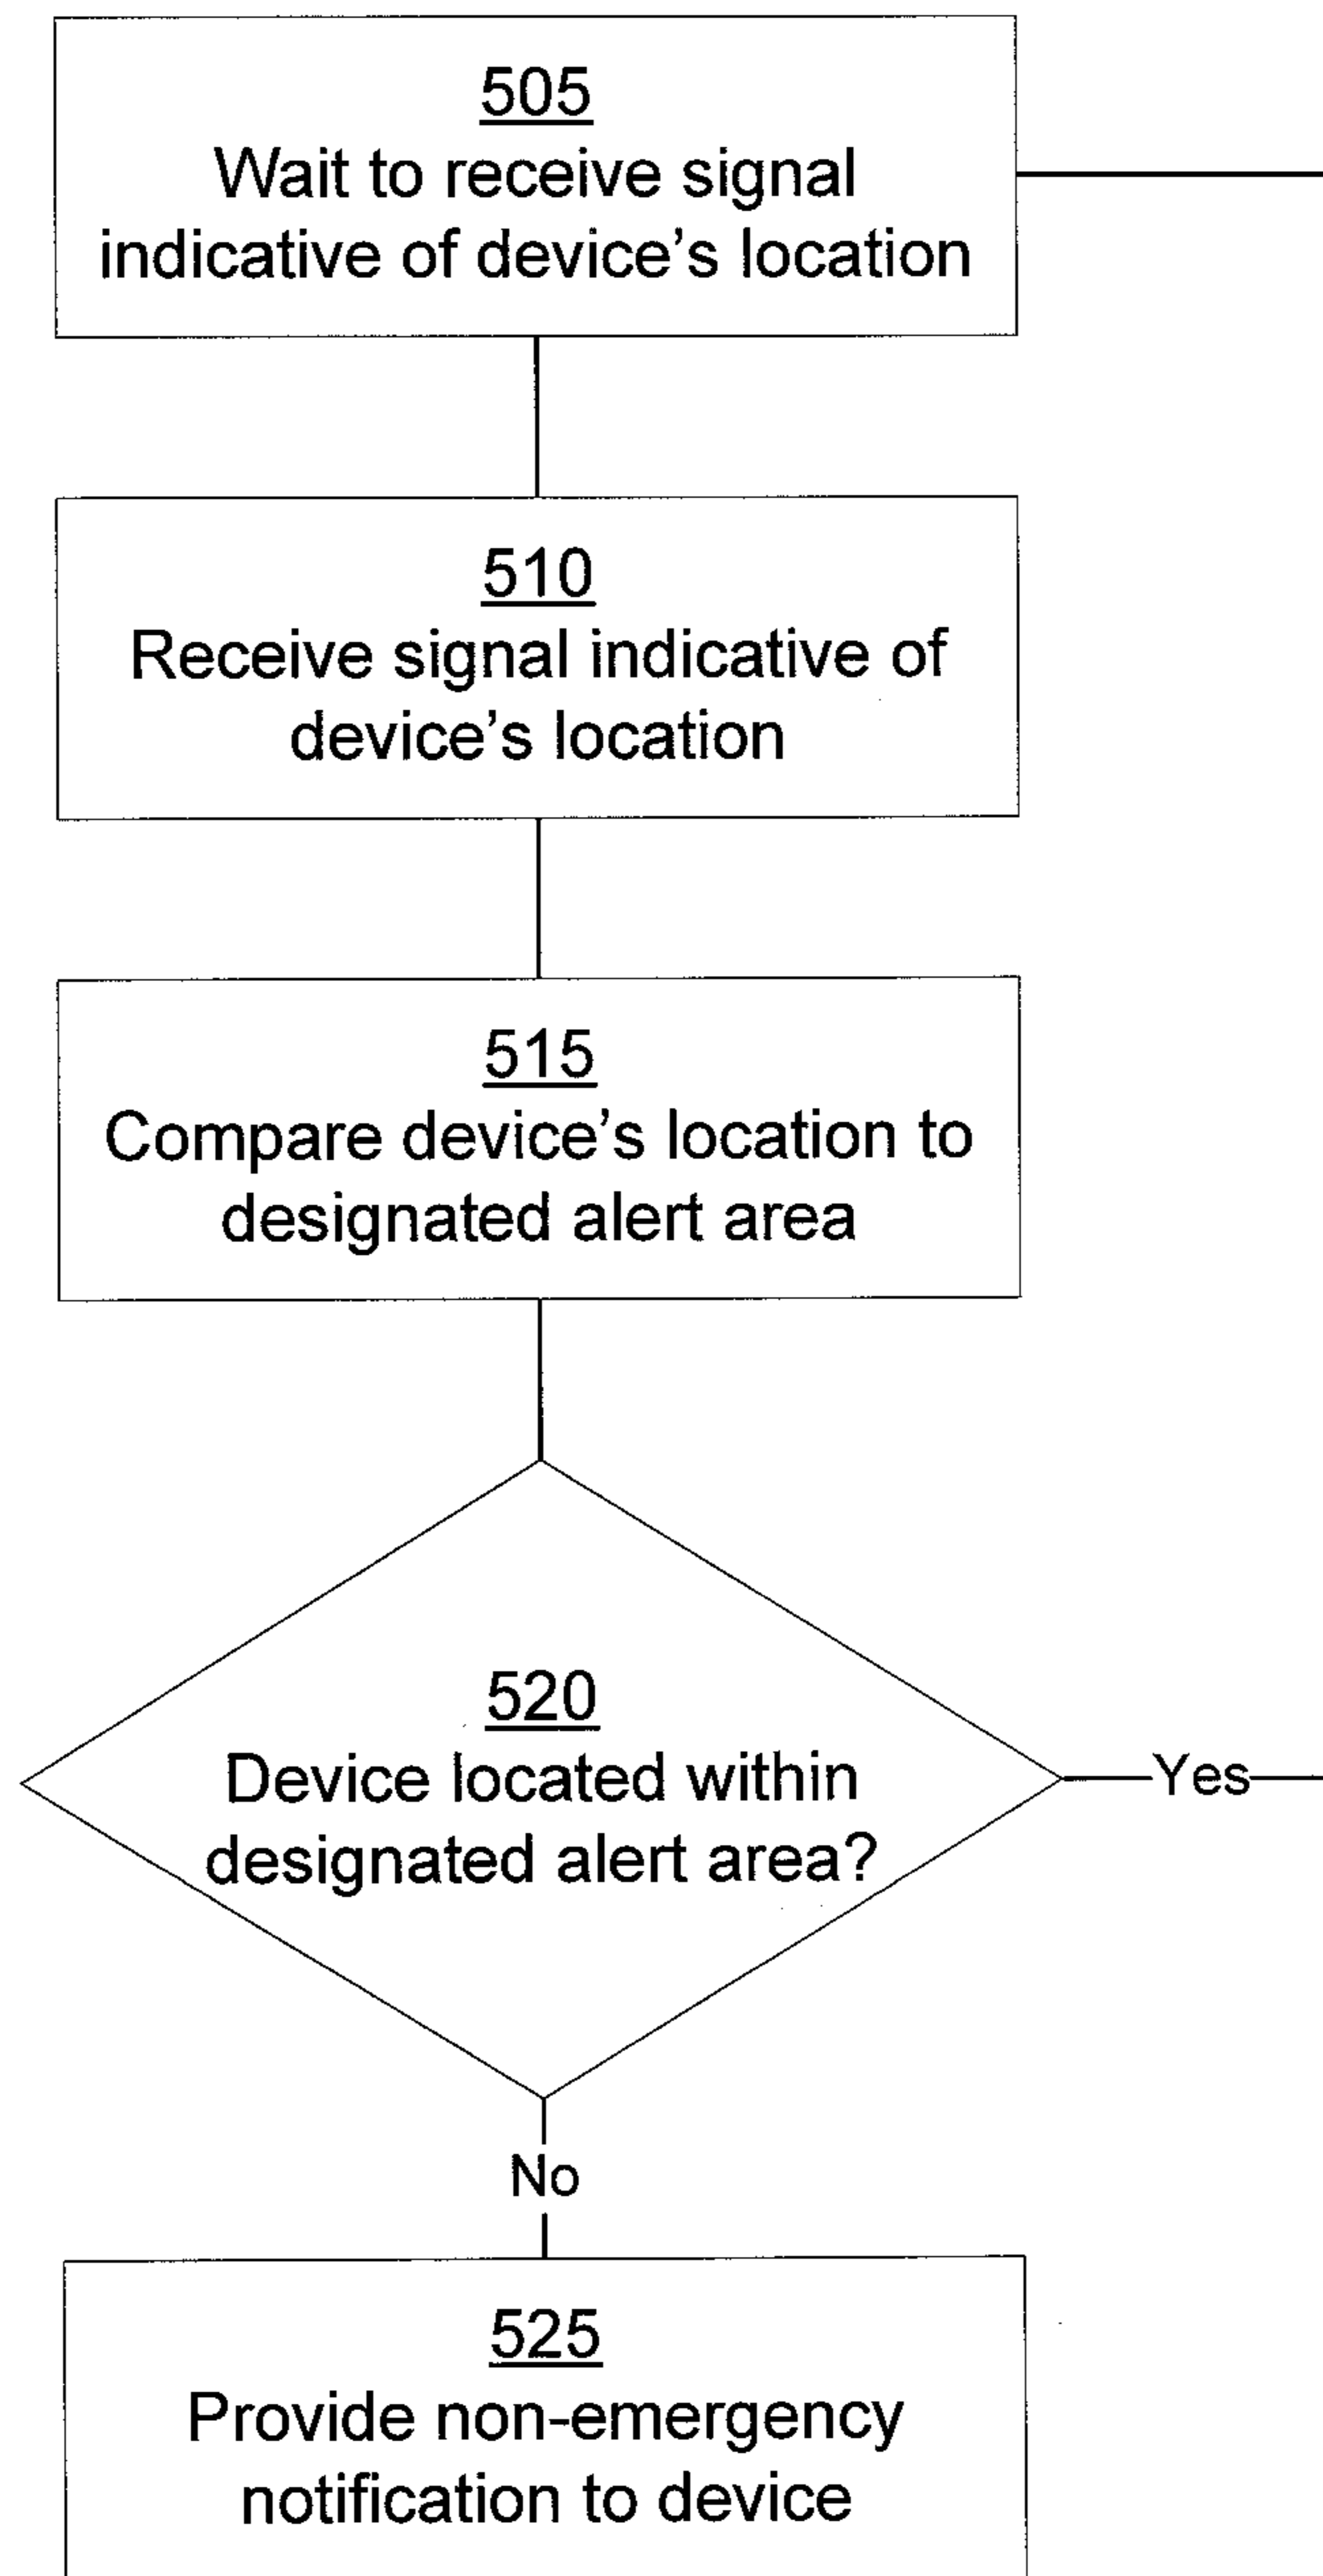 505
Wait to receive signal
indicative of device's location
510
Receive signal indicative of
device's location
515
Compare device's location to
designated alert area
520
Device located within
designated alert area?
Yes
No
525
Provide non-emergency
notification to device